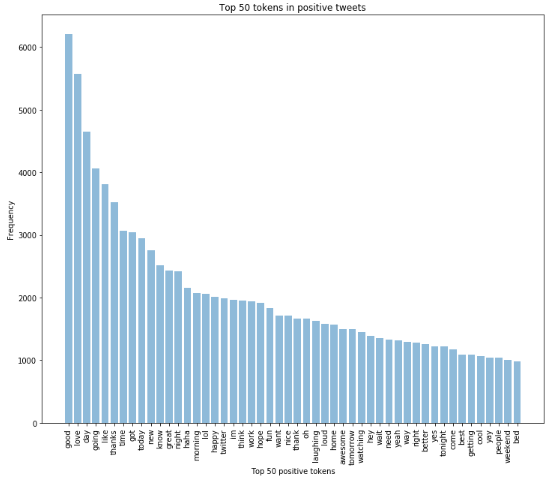 Top 50 tokens in positive tweets
Frequency
6000
5000
4000
3000
2000
1000
0
good
love
day
going
like
thanks
time
got
today
new
know
great
night
haha
morning
lol
happy
twitter
im
think
work
hope
fun
want
nice
thank
oh
laughing
loud
home
awesome
tomorrow
watching
hey
wait
need
yeah
way
right
better
yes
tonight
come
best
getting
cool
yay
people
weekend
bed
Top 50 positive tokens